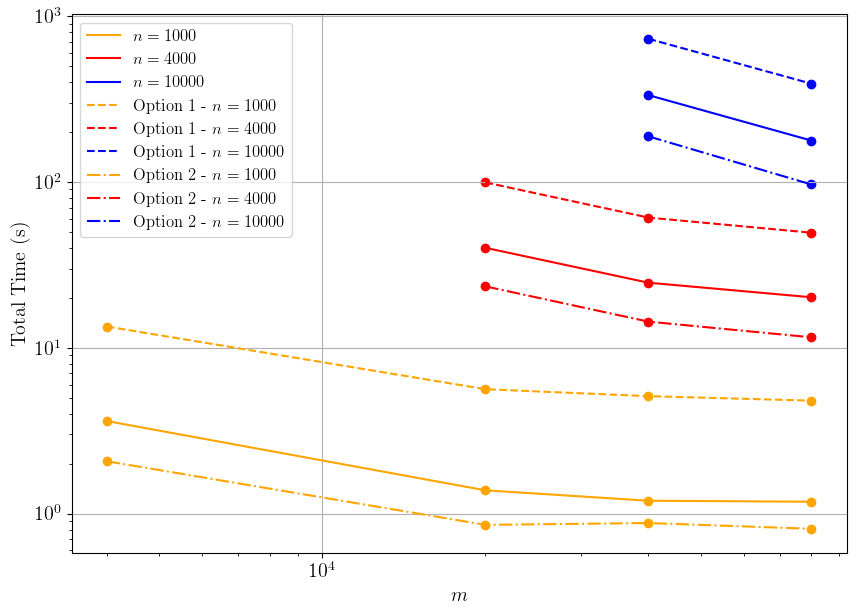 n = 1000
n = 4000
n = 10000
Option 1 - n = 1000
Option 1 - n = 4000
Option 1 - n = 10000
Option 2 - n = 1000
Option 2 - n = 4000
Option 2 - n = 10000
Total Time (s)
10³
10²
10¹
10⁰
10⁴
m